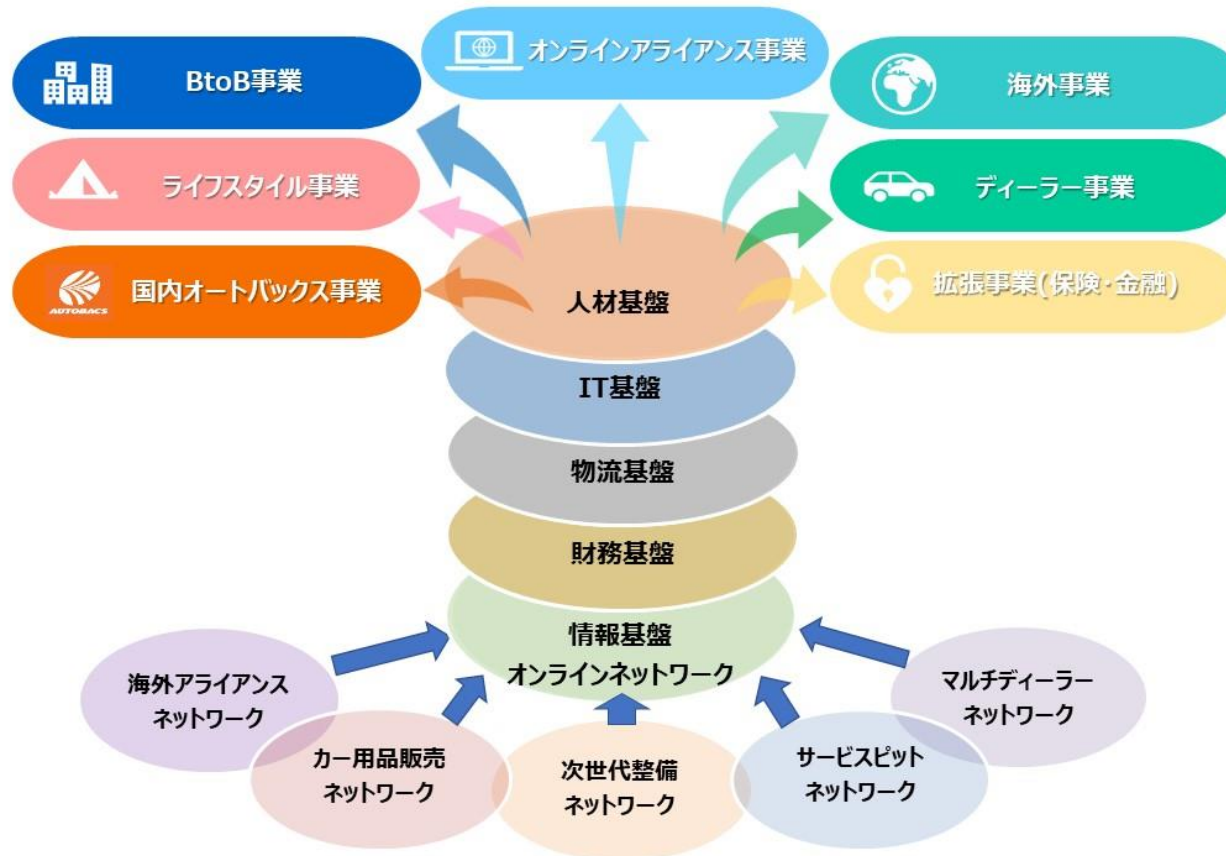 オンラインアライアンス事業
BtoB事業
海外事業
ライフスタイル事業
ディーラー事業
AUTOBACS
国内オートバックス事業
拡張事業(保険・金融)
人材基盤
IT基盤
物流基盤
財務基盤
情報基盤
オンラインネットワーク
海外アライアンス
ネットワーク
カー用品販売
ネットワーク
次世代整備
ネットワーク
サービスピット
ネットワーク
マルチディーラー
ネットワーク